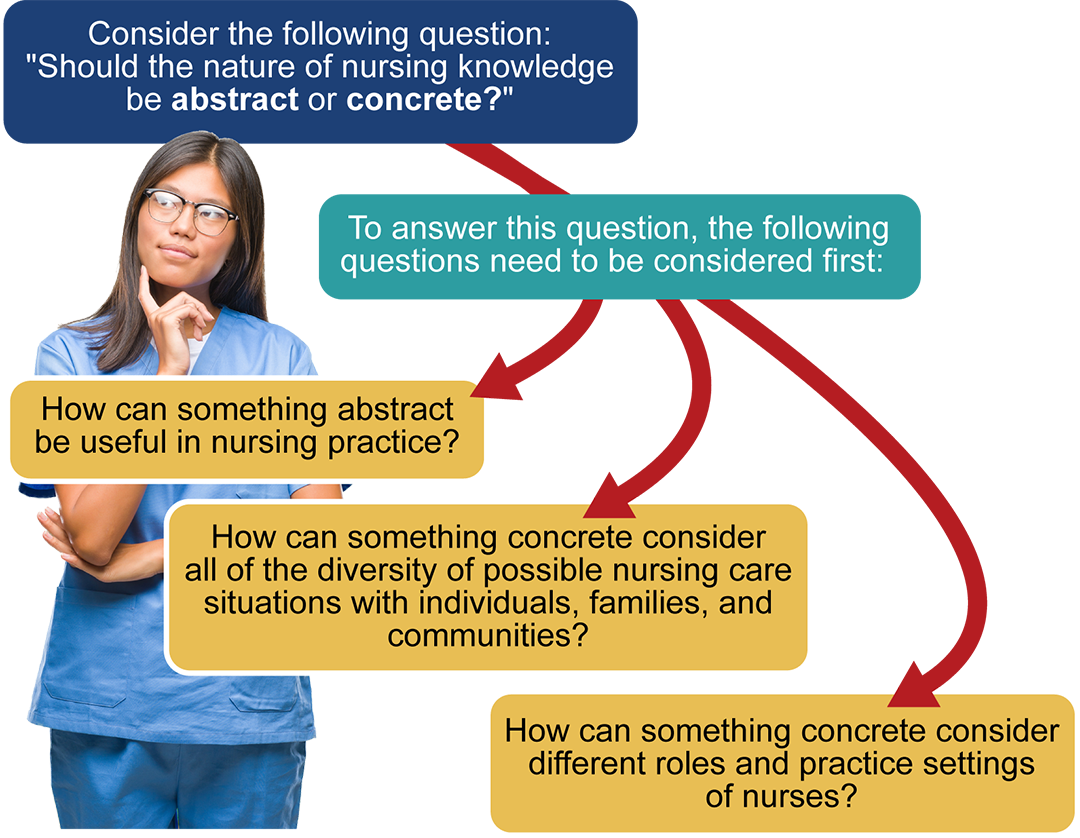 Consider the following question:
"Should the nature of nursing knowledge
be abstract or concrete?"
To answer this question, the following
questions need to be considered first:
How can something abstract
be useful in nursing practice?
How can something concrete consider
all of the diversity of possible nursing care
situations with individuals, families, and
communities?
How can something concrete consider
different roles and practice settings
of nurses?